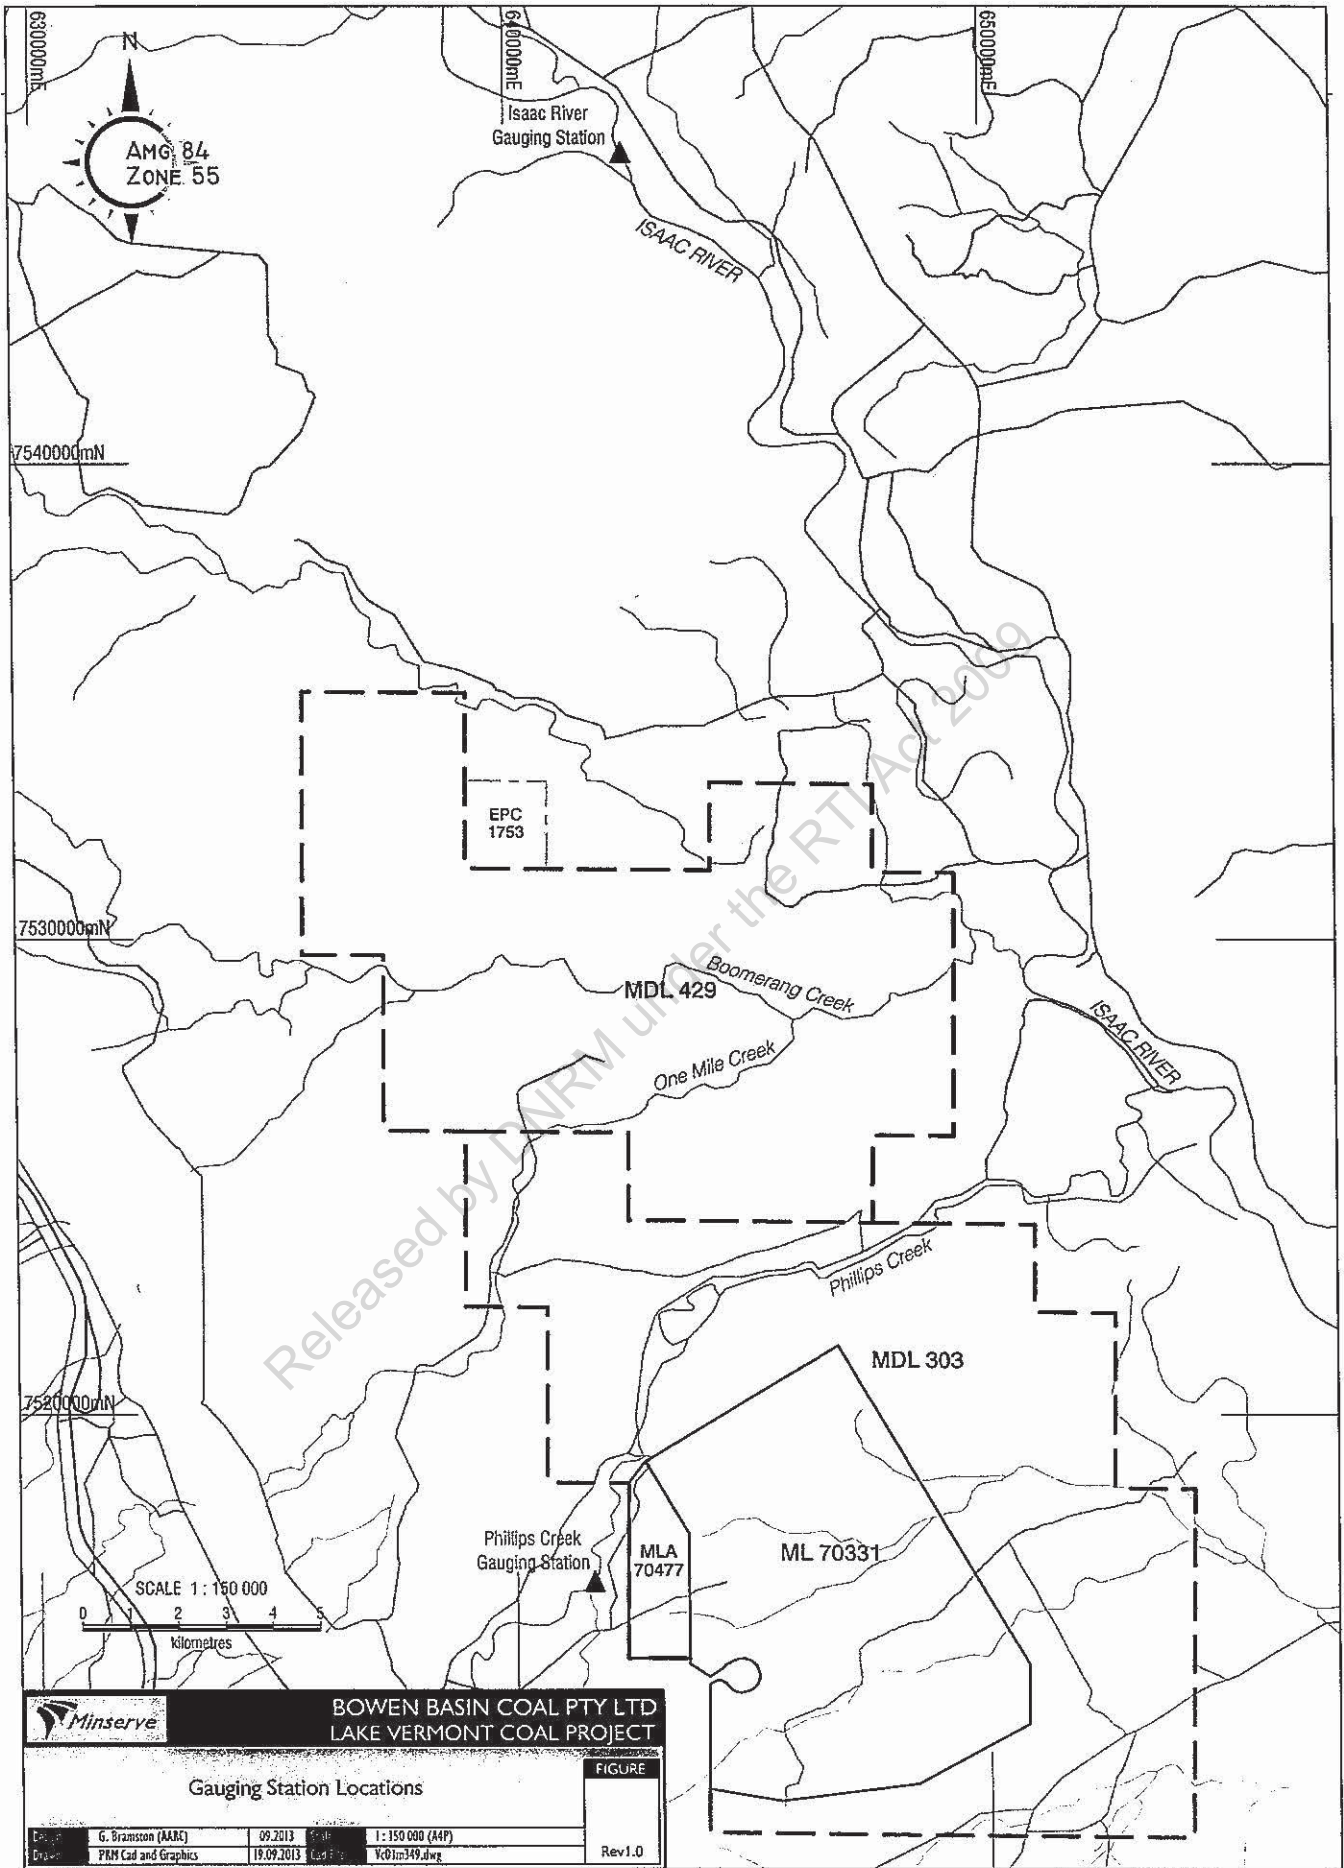 630000mE
640000mE
650000mE
N
AMG 84
ZONE 55
Isaac River
Gauging Station
ISAAC RIVER
7540000mN
EPC
1753
7530000mN
MDL 429
Boomerang Creek
One Mile Creek
ISAAC RIVER
Phillips Creek
MDL 303
7520000mN
Phillips Creek
Gauging Station
MLA
70477
ML 70331
SCALE 1 : 150 000
0 1 2 3 4 5
kilometres
Released by DNRM under the RTI Act 2009
Minserve
BOWEN BASIN COAL PTY LTD
LAKE VERMONT COAL PROJECT
Gauging Station Locations
FIGURE
G. Bramston (AARC) 09.2013 1 : 150 000 (A4P)
PRM Cad and Graphics 19.09.2013 Vc01m349.dwg
Rev1.0